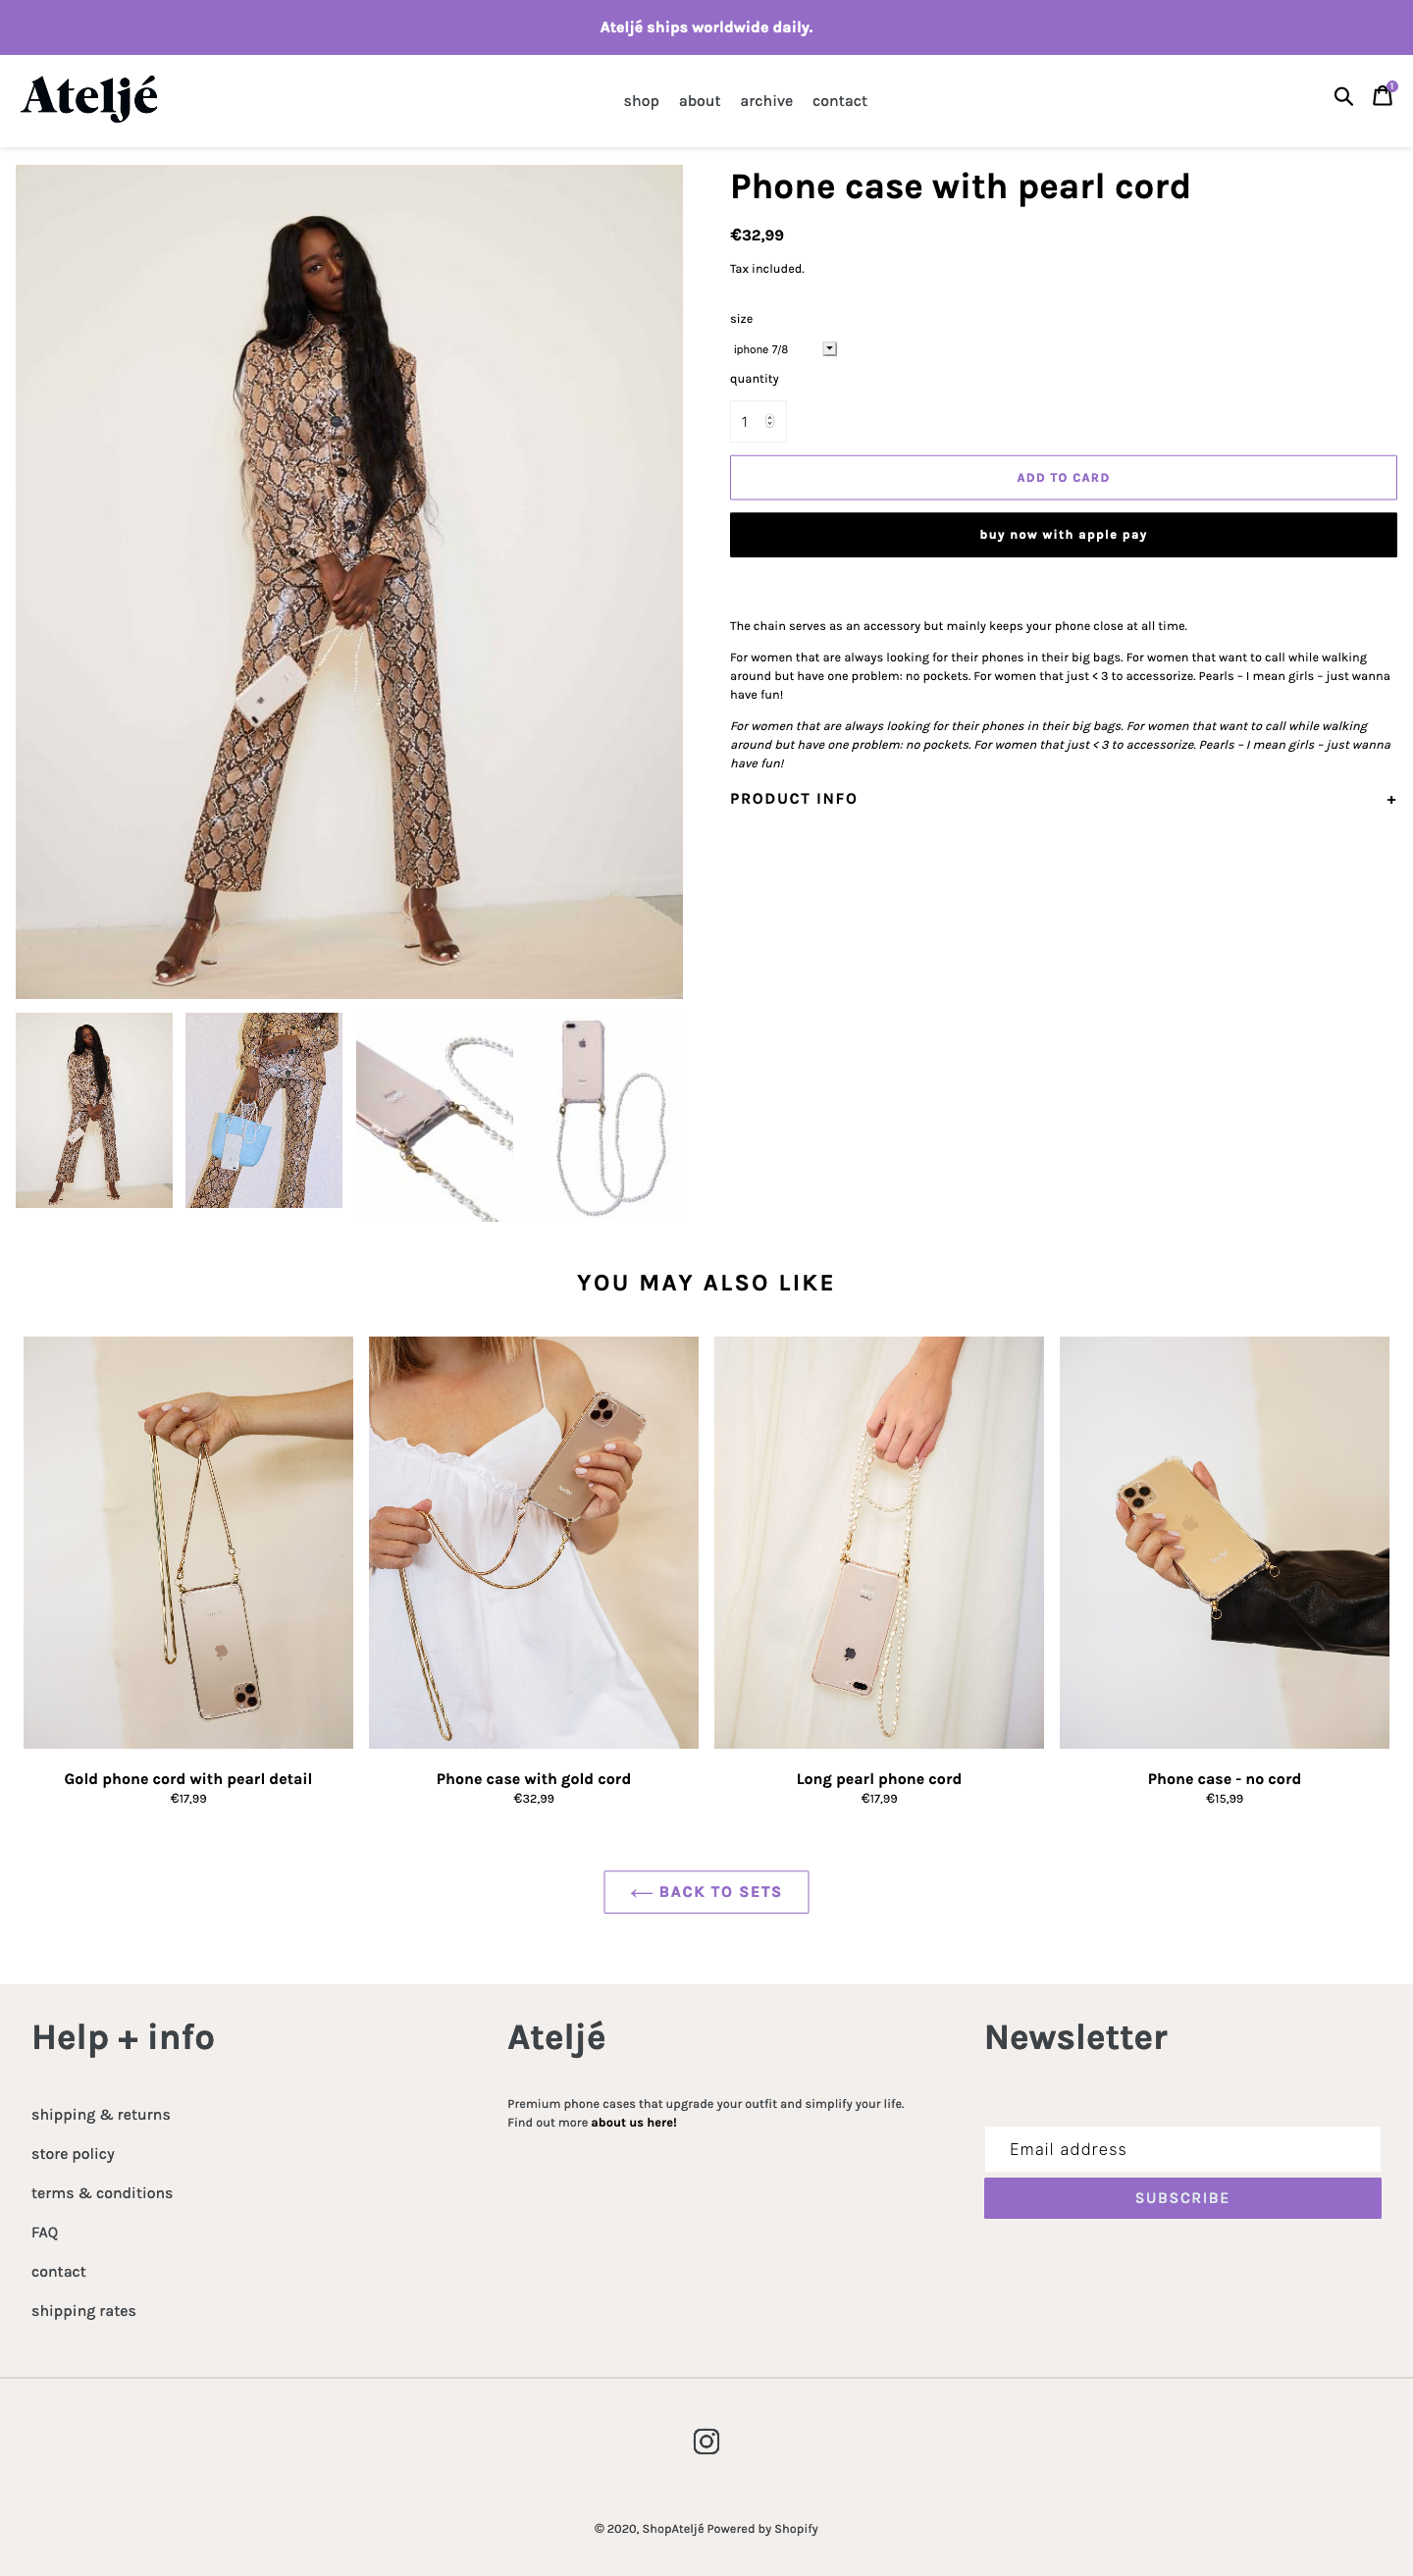 Ateljé ships worldwide daily.
Ateljé
shop about archive contact
1
Phone case with pearl cord
€32,99
Tax included.
size
iphone 7/8
quantity
1
ADD TO CARD
buy now with apple pay
The chain serves as an accessory but mainly keeps your phone close at all time.
For women that are always looking for their phones in their big bags. For women that want to call while walking
around but have one problem: no pockets. For women that just < 3 to accessorize. Pearls – I mean girls – just wanna
have fun!
For women that are always looking for their phones in their big bags. For women that want to call while walking
around but have one problem: no pockets. For women that just < 3 to accessorize. Pearls – I mean girls – just wanna
have fun!
PRODUCT INFO +
YOU MAY ALSO LIKE
Gold phone cord with pearl detail
€17,99
Phone case with gold cord
€32,99
Long pearl phone cord
€17,99
Phone case - no cord
€15,99
BACK TO SETS
Help + info
shipping & returns
store policy
terms & conditions
FAQ
contact
shipping rates
Ateljé
Premium phone cases that upgrade your outfit and simplify your life.
Find out more about us here!
Newsletter
Email address
SUBSCRIBE
© 2020, ShopAteljé Powered by Shopify